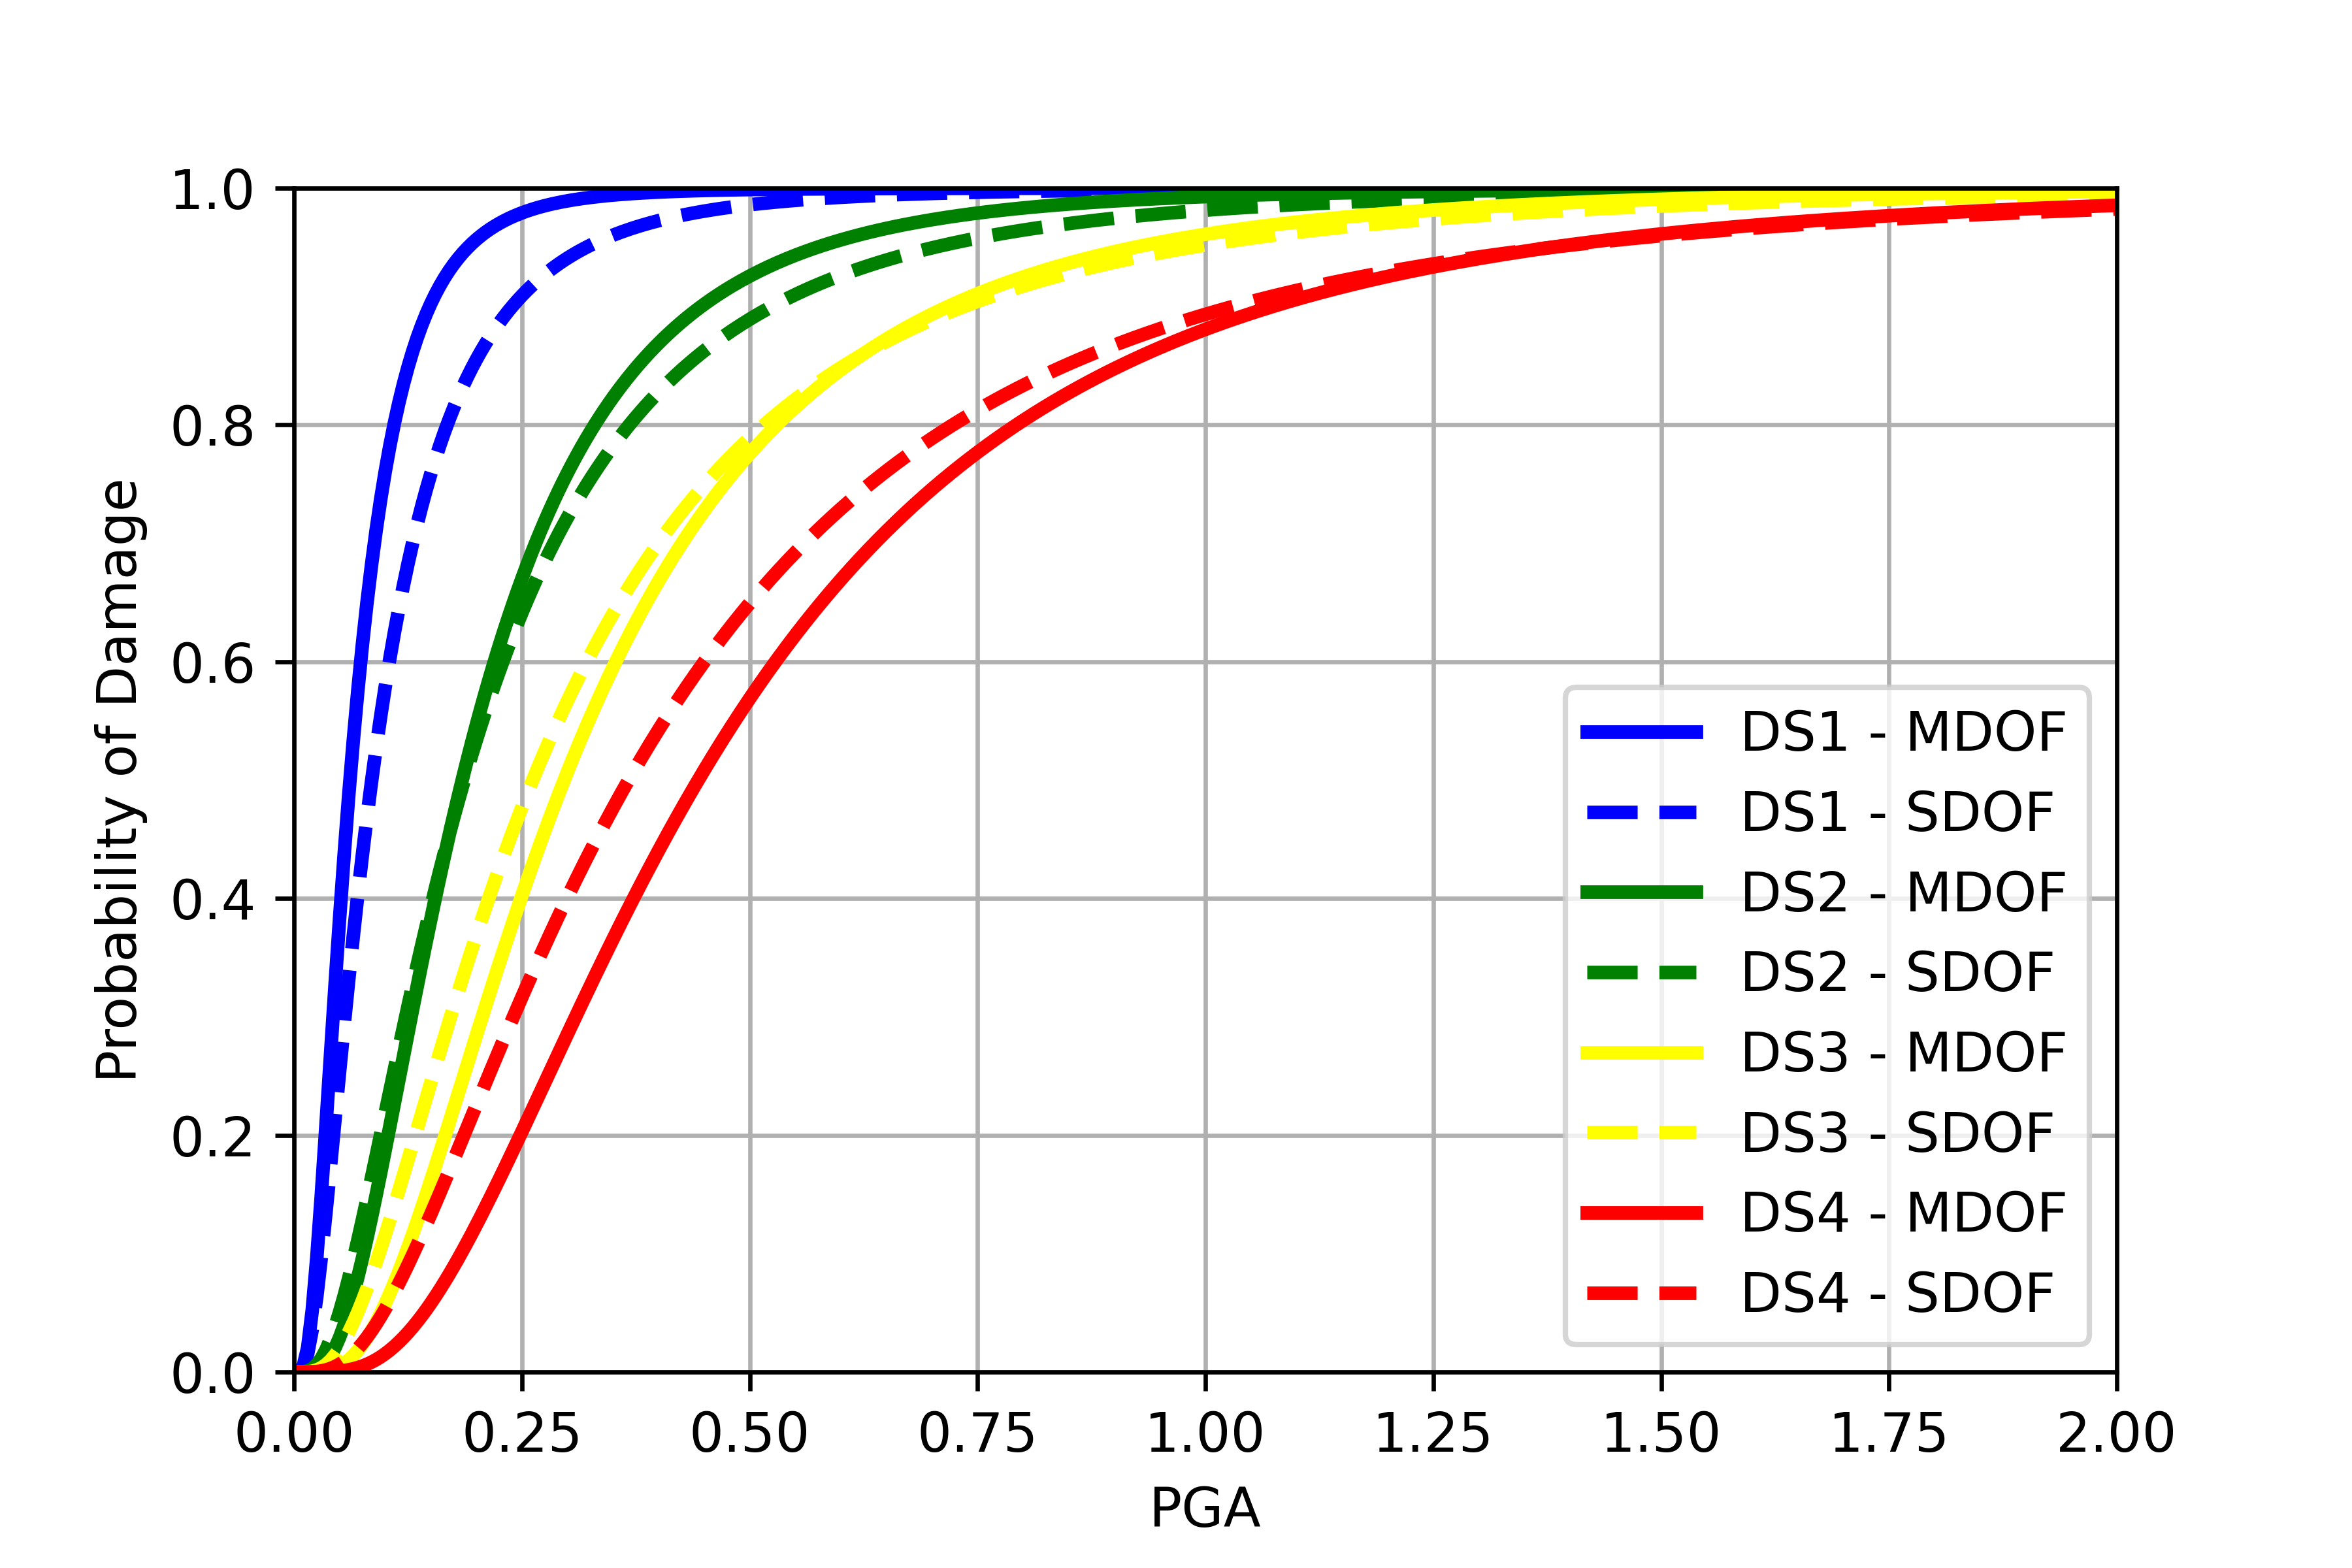 1.0
0.8
0.6
0.4
0.2
0.0
Probability of Damage
0.00 0.25 0.50 0.75 1.00 1.25 1.50 1.75 2.00
PGA
DS1 - MDOF
DS1 - SDOF
DS2 - MDOF
DS2 - SDOF
DS3 - MDOF
DS3 - SDOF
DS4 - MDOF
DS4 - SDOF